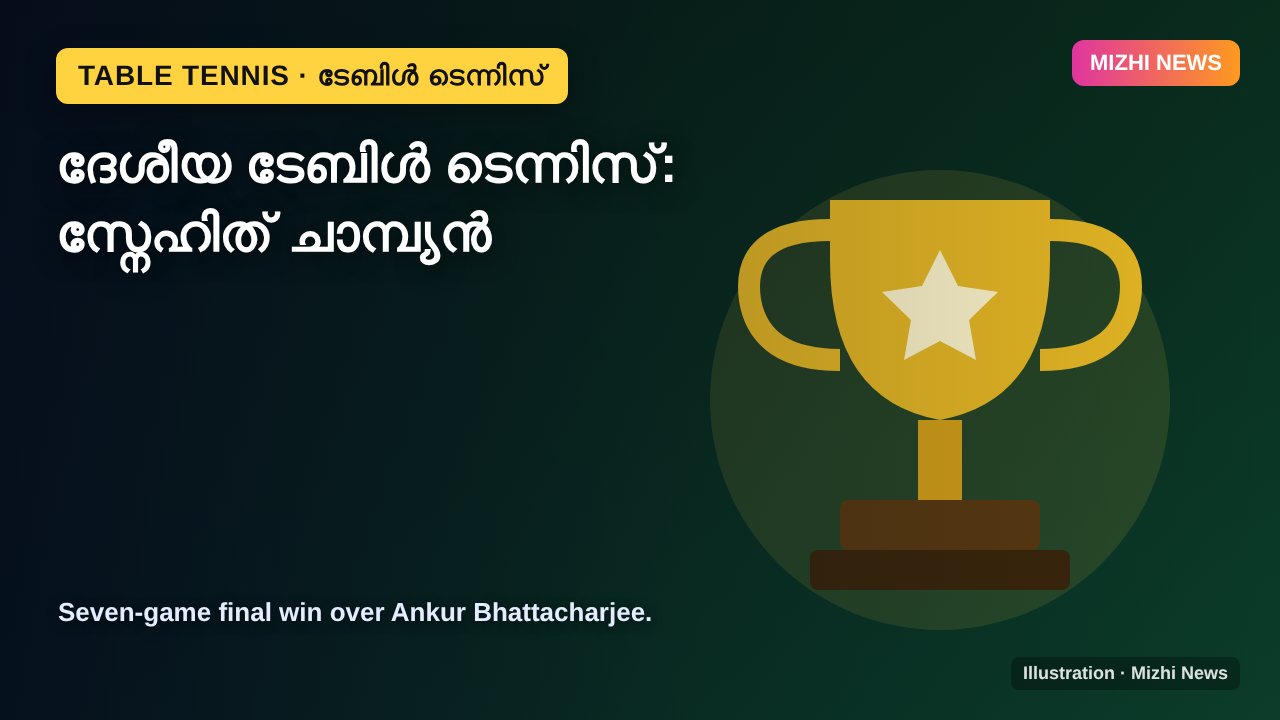 TABLE TENNIS · ടേബിൾ ടെന്നിസ്
MIZHI NEWS
ദേശീയ ടേബിൾ ടെന്നിസ്:
സ്നേഹിത് ചാമ്പ്യൻ
Seven-game final win over Ankur Bhattacharjee.
Illustration · Mizhi News